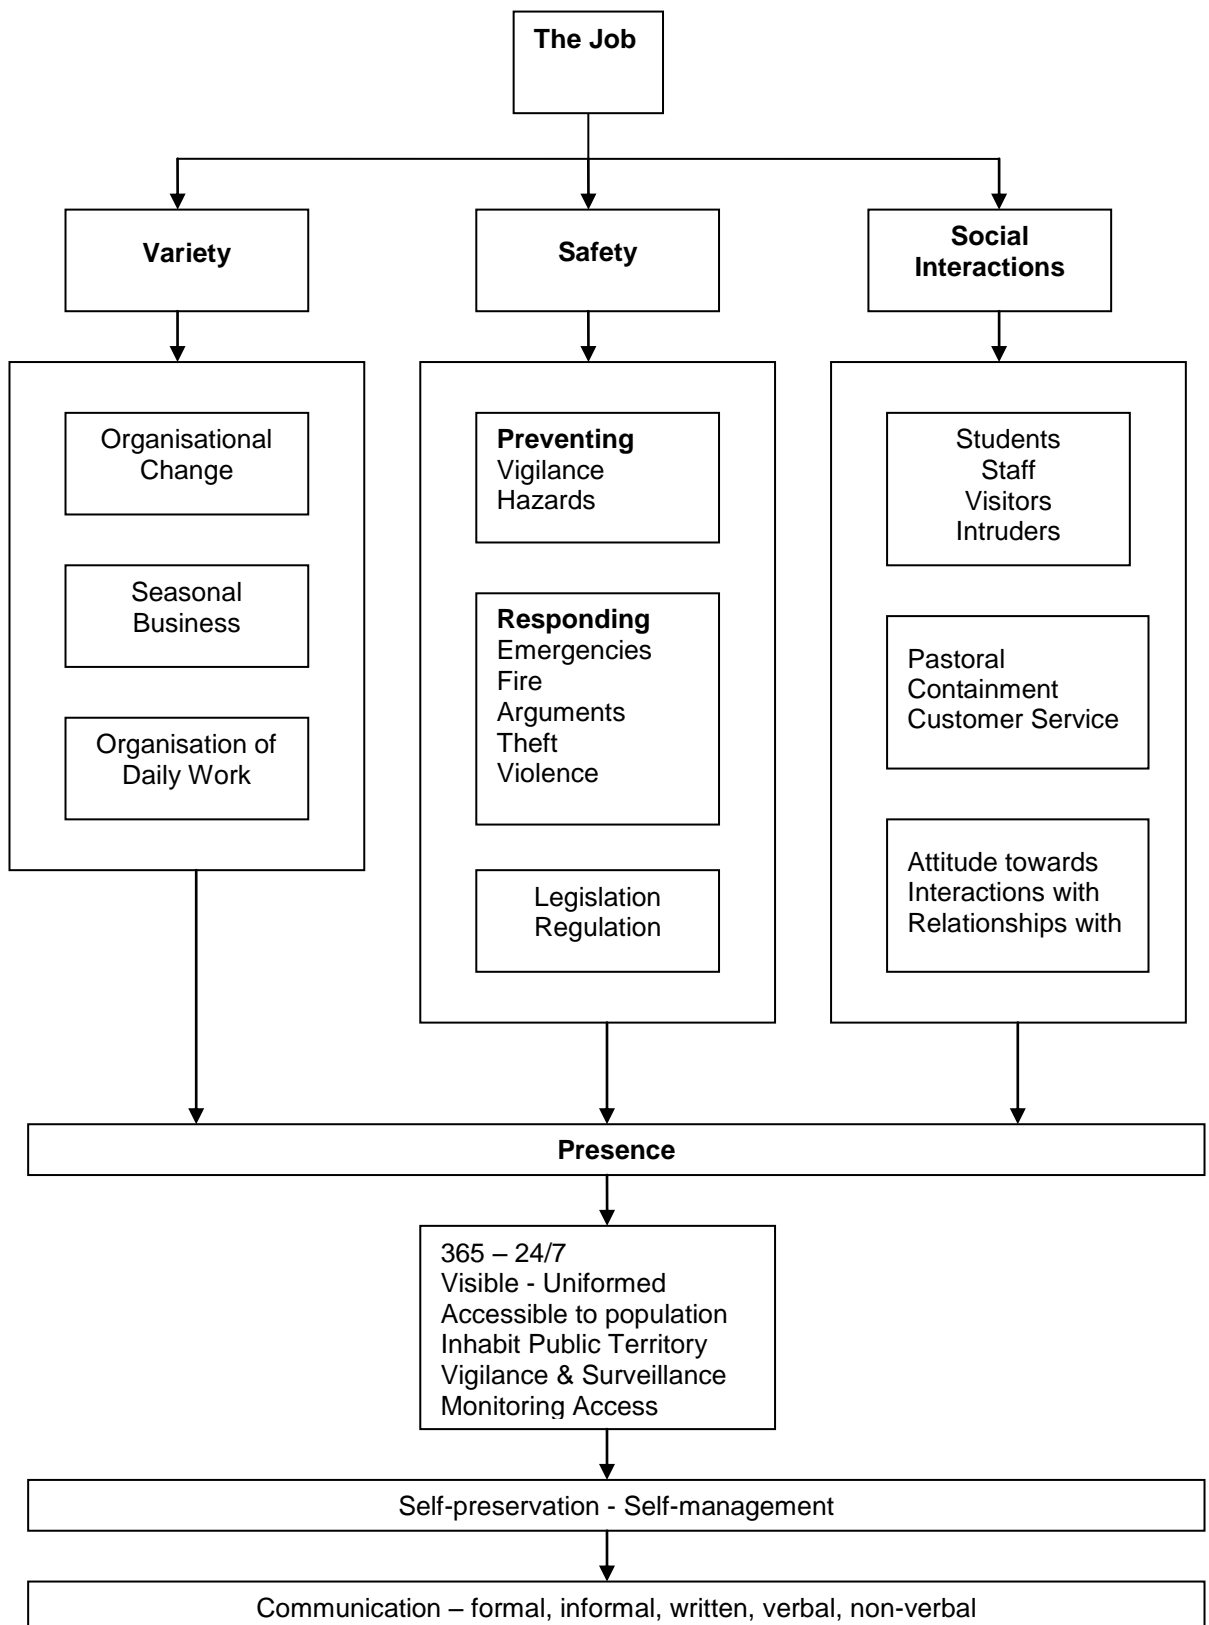 The Job
Variety
Safety
Social
Interactions
Organisational
Change
Seasonal
Business
Organisation of
Daily Work
Preventing
Vigilance
Hazards
Responding
Emergencies
Fire
Arguments
Theft
Violence
Legislation
Regulation
Students
Staff
Visitors
Intruders
Pastoral
Containment
Customer Service
Attitude towards
Interactions with
Relationships with
Presence
365 – 24/7
Visible - Uniformed
Accessible to population
Inhabit Public Territory
Vigilance & Surveillance
Monitoring Access
Self-preservation - Self-management
Communication – formal, informal, written, verbal, non-verbal